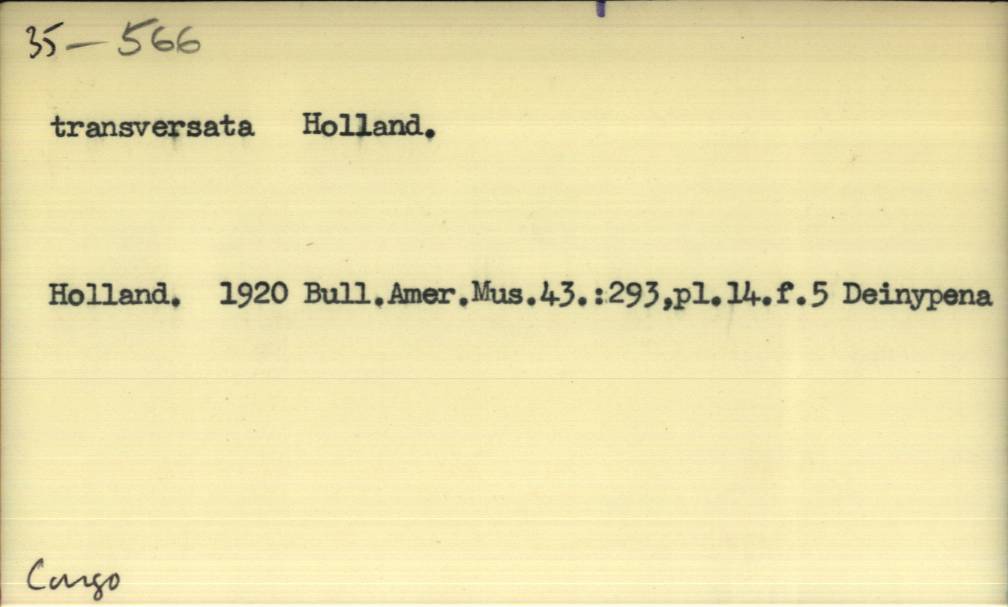 35-566
transversata Holland.
Holland. 1920 Bull.Amer.Mus.43.:293,pl.14.f.5 Deinypena
Congo